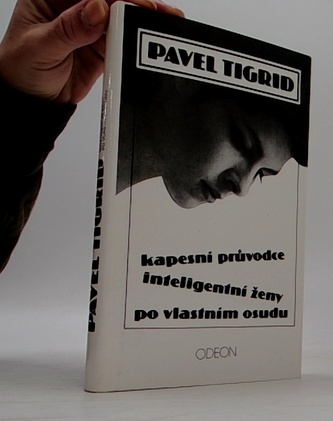 PAVEL TIGRID
kapesní průvodce
inteligentní ženy
po vlastním osudu
ODEON
PAVEL TIGRID